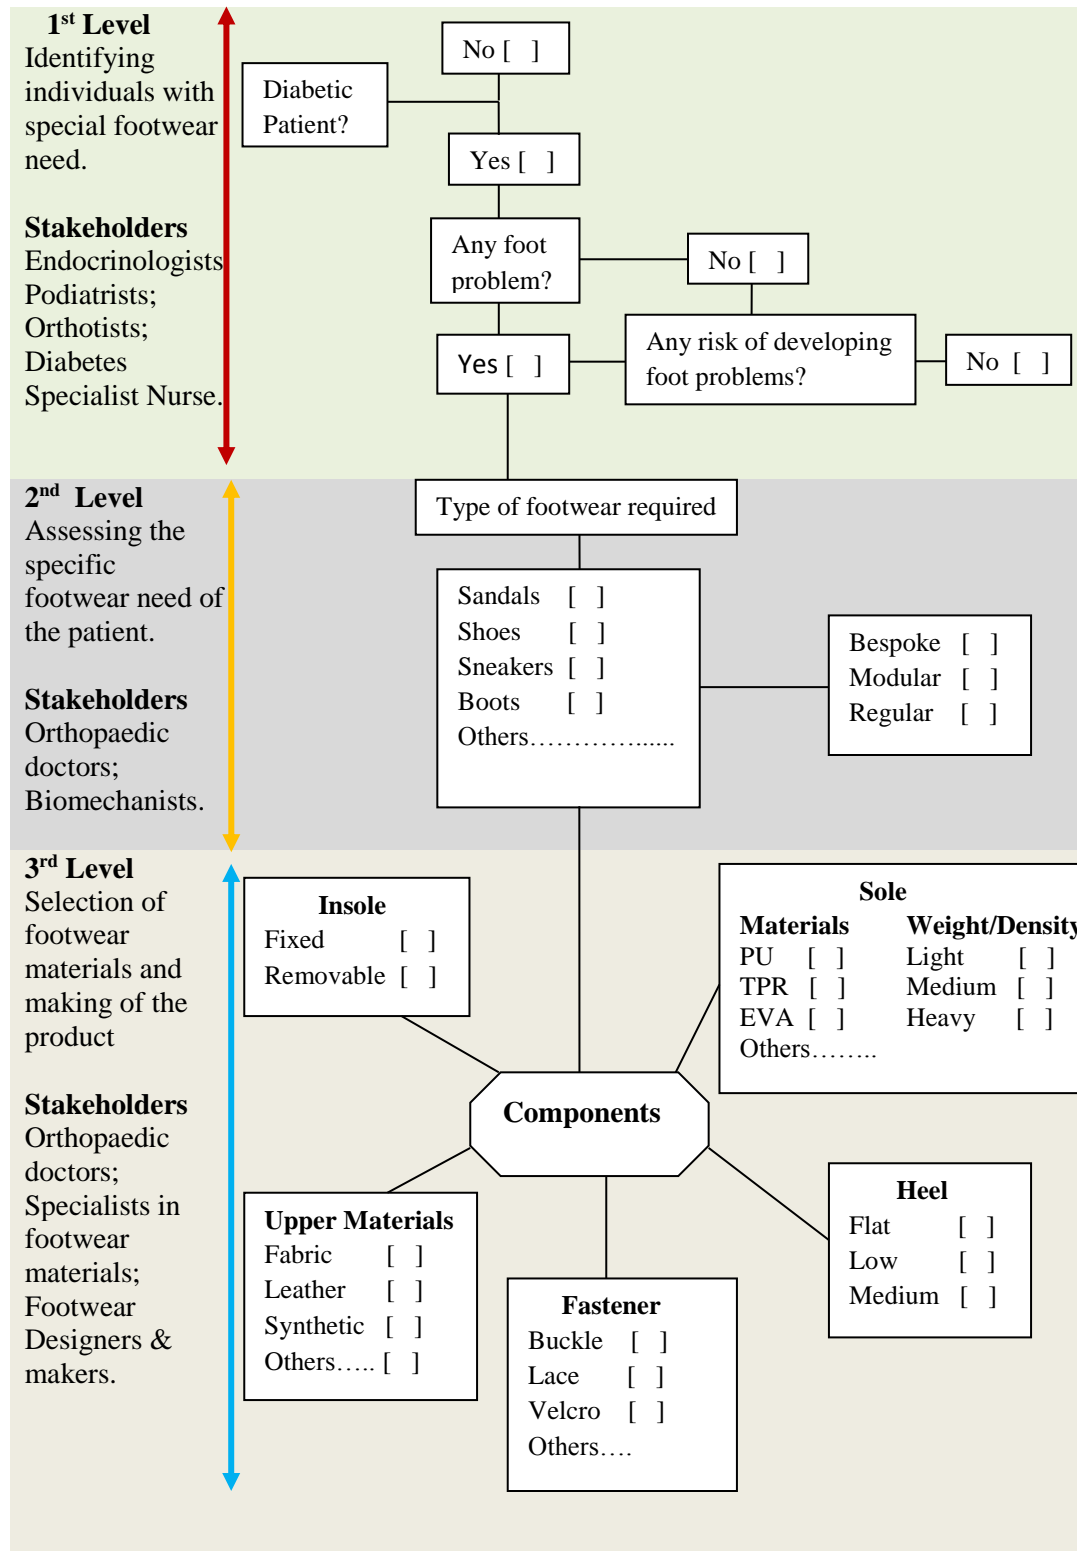 1st Level
Identifying
individuals with
special footwear
need.
Stakeholders
Endocrinologists
Podiatrists;
Orthotists;
Diabetes
Specialist Nurse.
No [ ]
Diabetic
Patient?
Yes [ ]
Any foot
problem?
No [ ]
Yes [ ]
Any risk of developing
foot problems?
No [ ]
2nd Level
Assessing the
specific
footwear need of
the patient.
Stakeholders
Orthopaedic
doctors;
Biomechanists.
Type of footwear required
Sandals [ ]
Shoes [ ]
Sneakers [ ]
Boots [ ]
Others…………......
Bespoke [ ]
Modular [ ]
Regular [ ]
3rd Level
Selection of
footwear
materials and
making of the
product
Stakeholders
Orthopaedic
doctors;
Specialists in
footwear
materials;
Footwear
Designers &
makers.
Insole
Fixed [ ]
Removable [ ]
Sole
Materials Weight/Density
PU [ ] Light [ ]
TPR [ ] Medium [ ]
EVA [ ] Heavy [ ]
Others……..
Components
Upper Materials
Fabric [ ]
Leather [ ]
Synthetic [ ]
Others….. [ ]
Fastener
Buckle [ ]
Lace [ ]
Velcro [ ]
Others….
Heel
Flat [ ]
Low [ ]
Medium [ ]